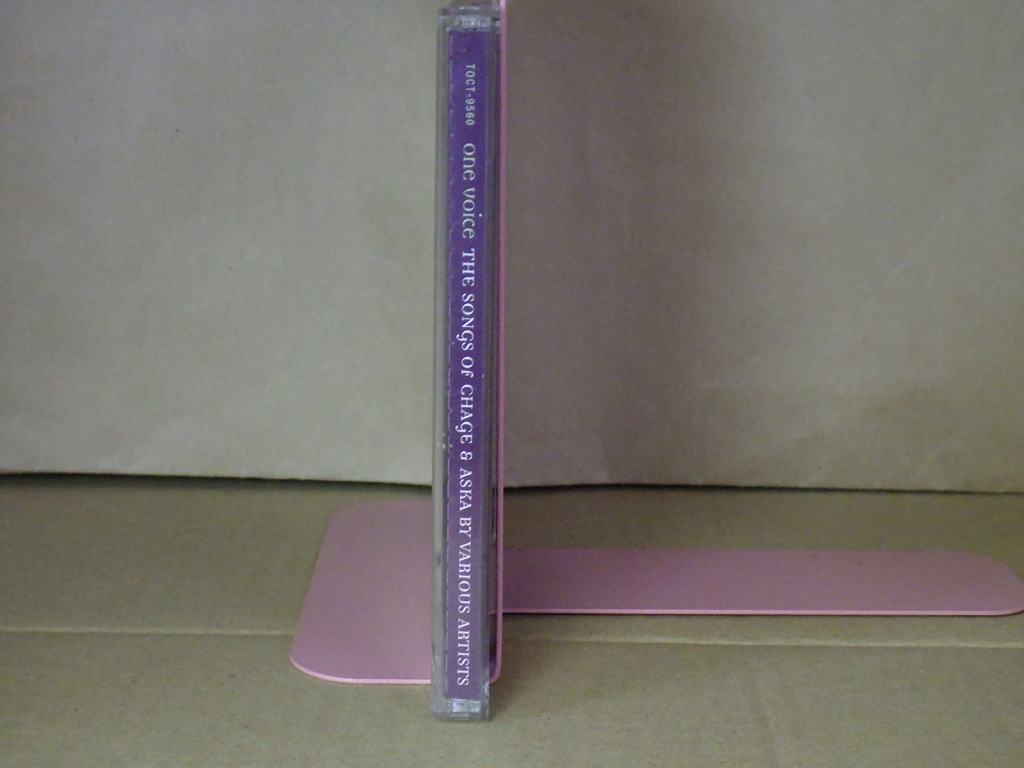 TOCT-9560 one voice THE SONGS OF CHAGE & ASKA BY VARIOUS ARTISTS